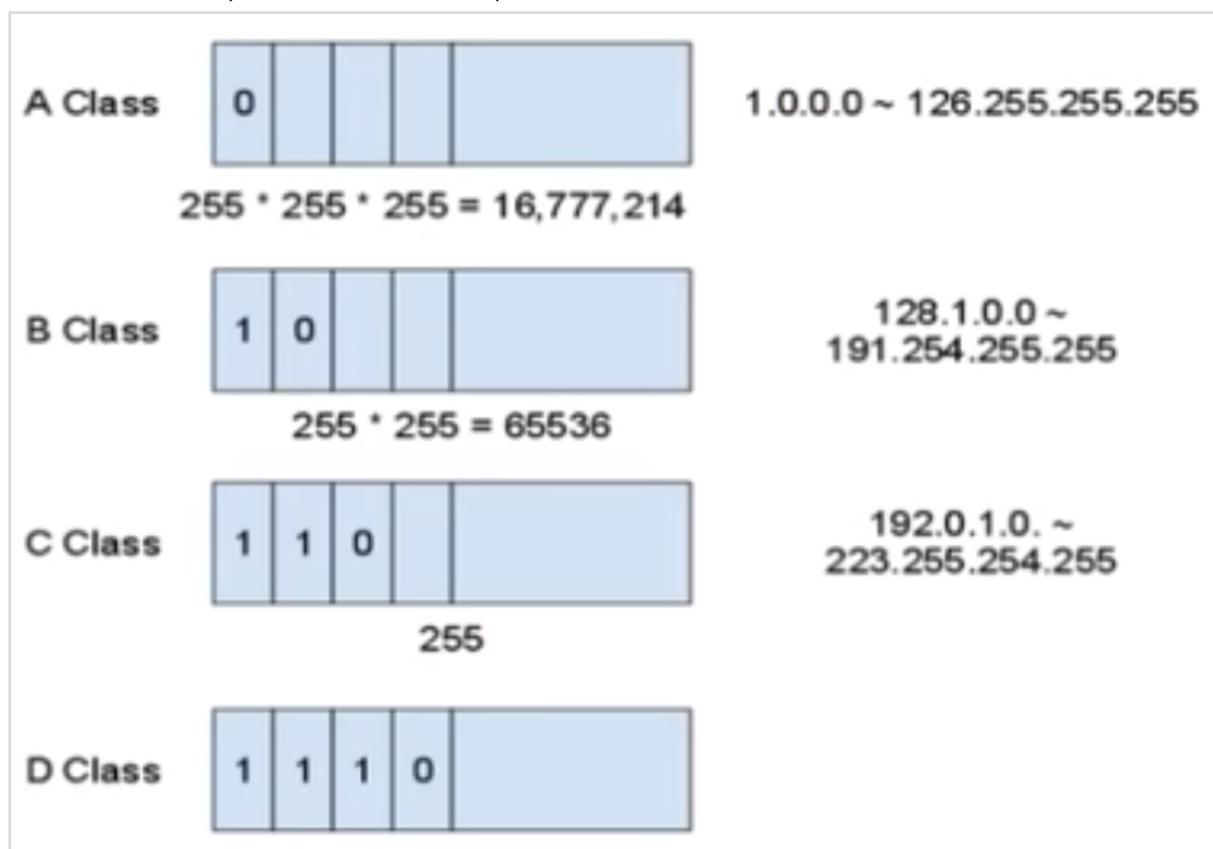 A Class 0 1.0.0.0 ~ 126.255.255.255
255 * 255 * 255 = 16,777,214
B Class 1 0 128.1.0.0 ~
191.254.255.255
255 * 255 = 65536
C Class 1 1 0 192.0.1.0. ~
223.255.254.255
255
D Class 1 1 1 0